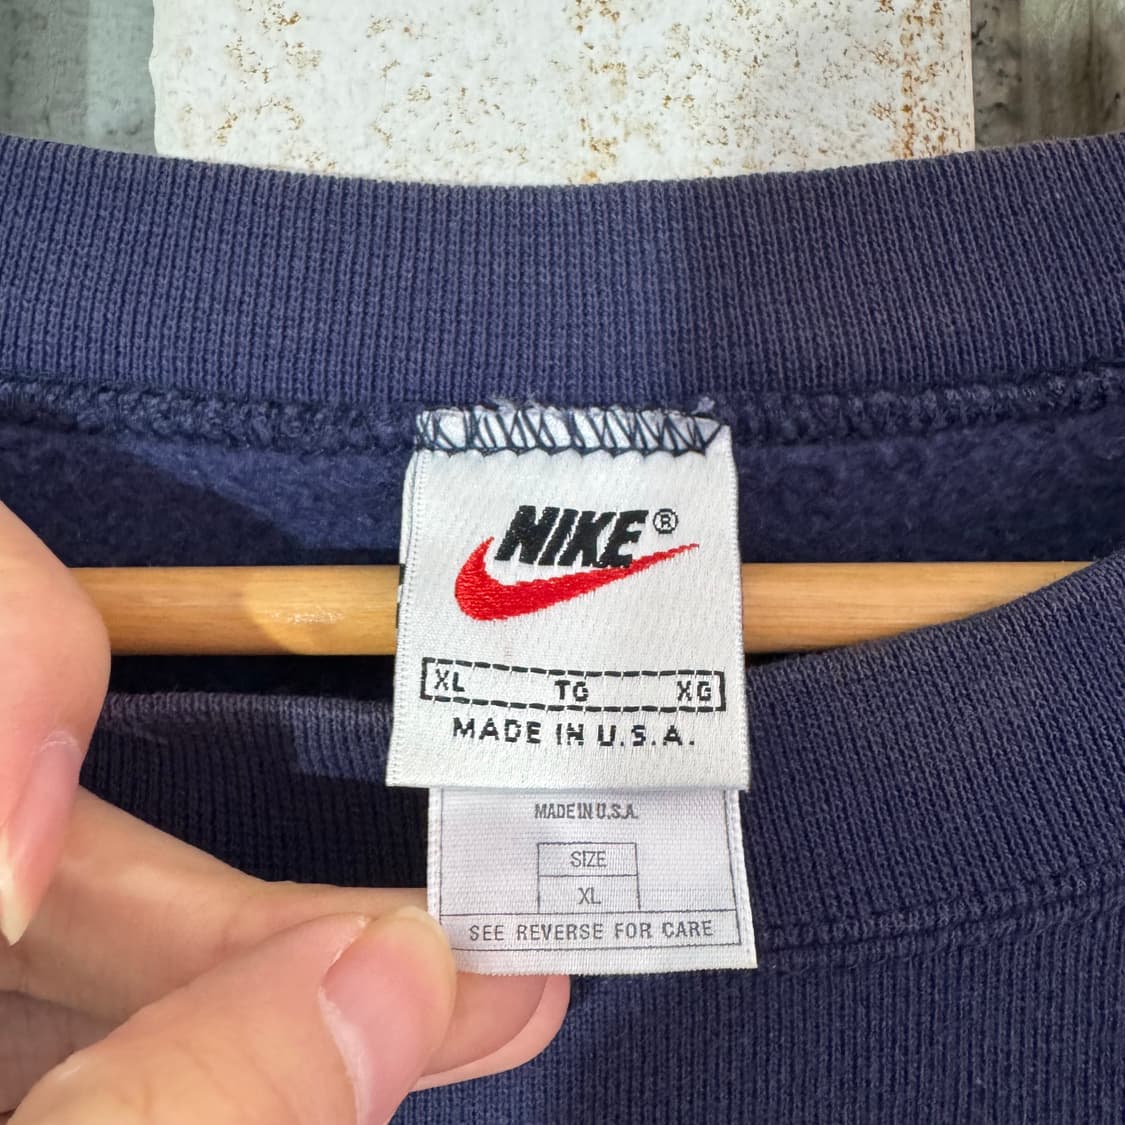 NIKE®
XL TG XG
MADE IN U.S.A.
MADE IN U.S.A.
SIZE
XL
SEE REVERSE FOR CARE